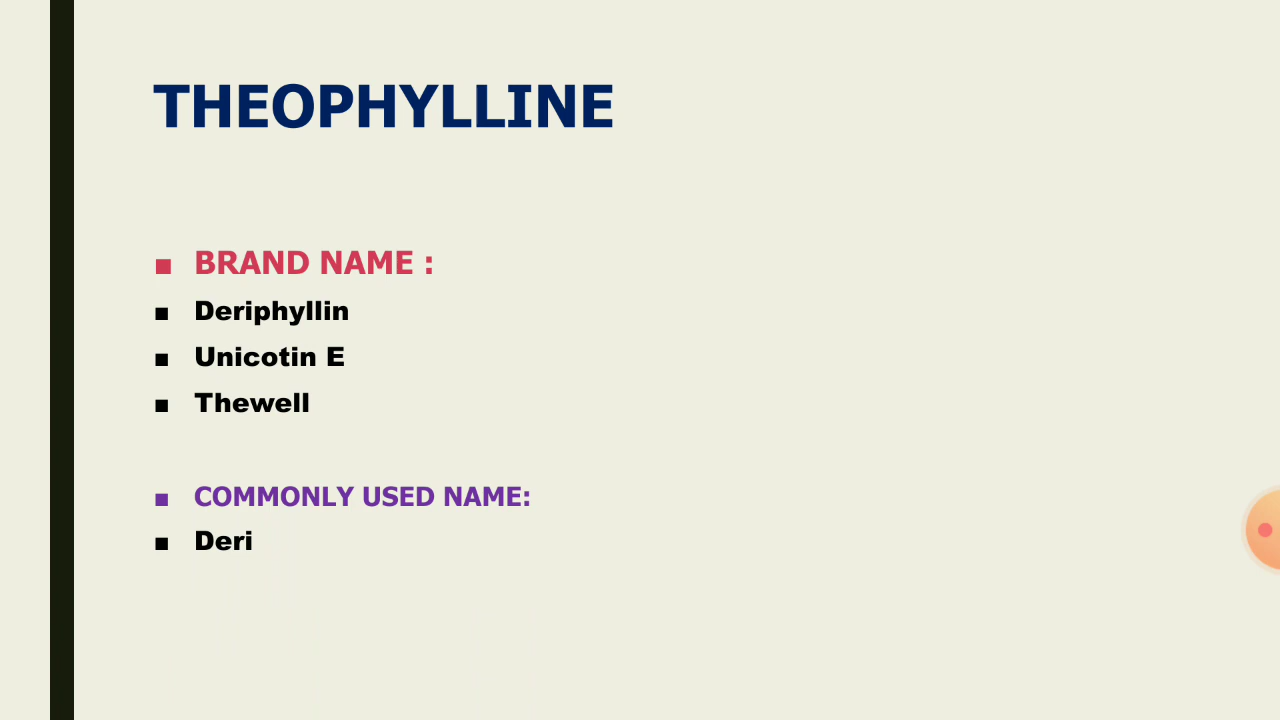 THEOPHYLLINE
▪ BRAND NAME :
▪ Deriphyllin
▪ Unicotin E
▪ Thewell
▪ COMMONLY USED NAME:
▪ Deri